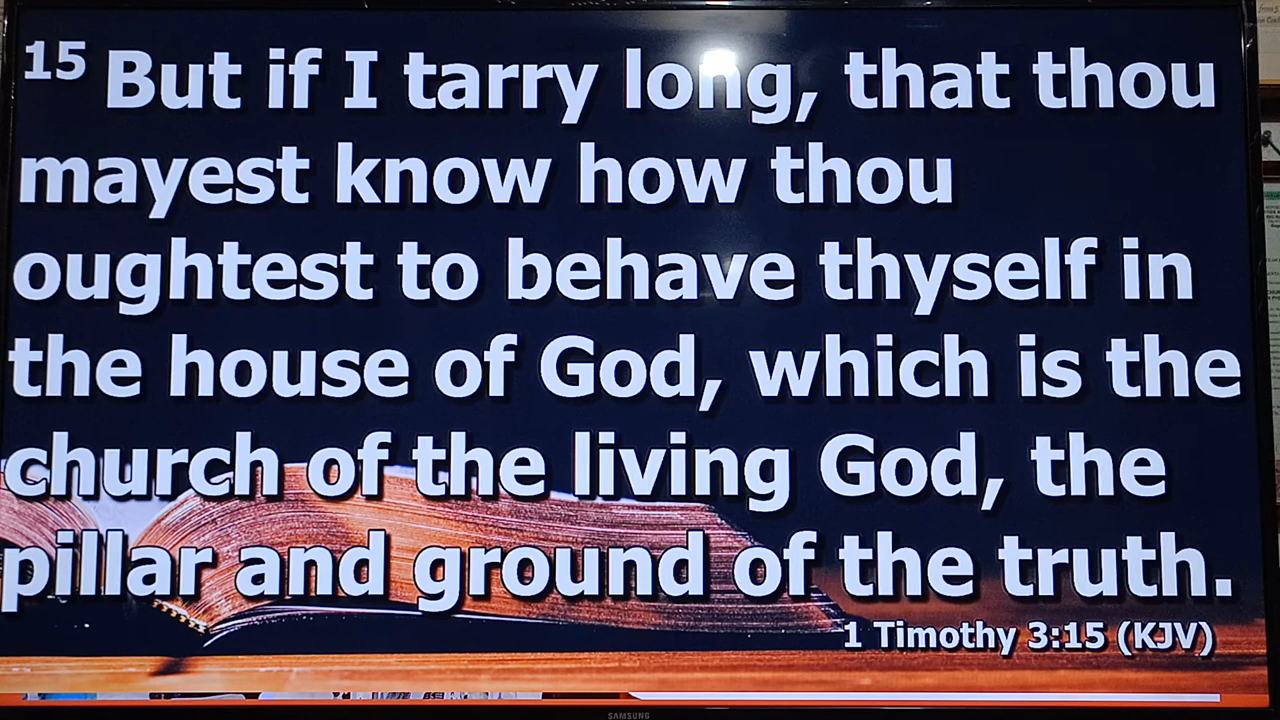 15 But if I tarry long, that thou
mayest know how thou
oughtest to behave thyself in
the house of God, which is the
church of the living God, the
pillar and ground of the truth.
1 Timothy 3:15 (KJV)
SAMSUNG